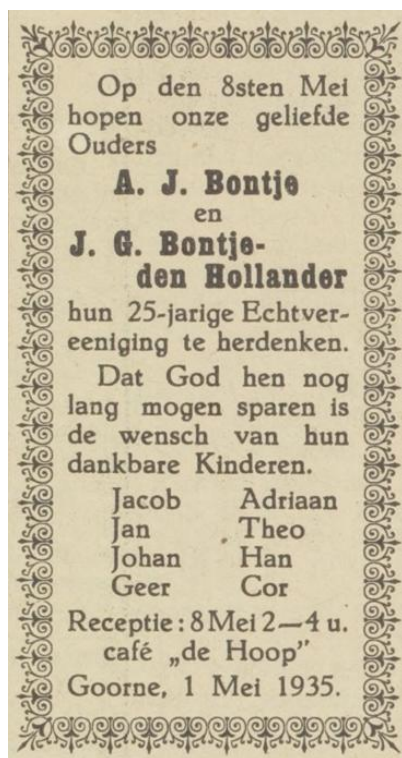 Op den 8sten Mei
hopen onze geliefde
Ouders
A. J. Bontje
en
J. G. Bontje-
den Hollander
hun 25-jarige Echtver-
eeniging te herdenken.
Dat God hen nog
lang mogen sparen is
de wensch van hun
dankbare Kinderen.
Jacob Adriaan
Jan Theo
Johan Han
Geer Cor
Receptie: 8 Mei 2—4 u.
café „de Hoop”
Goorne, 1 Mei 1935.